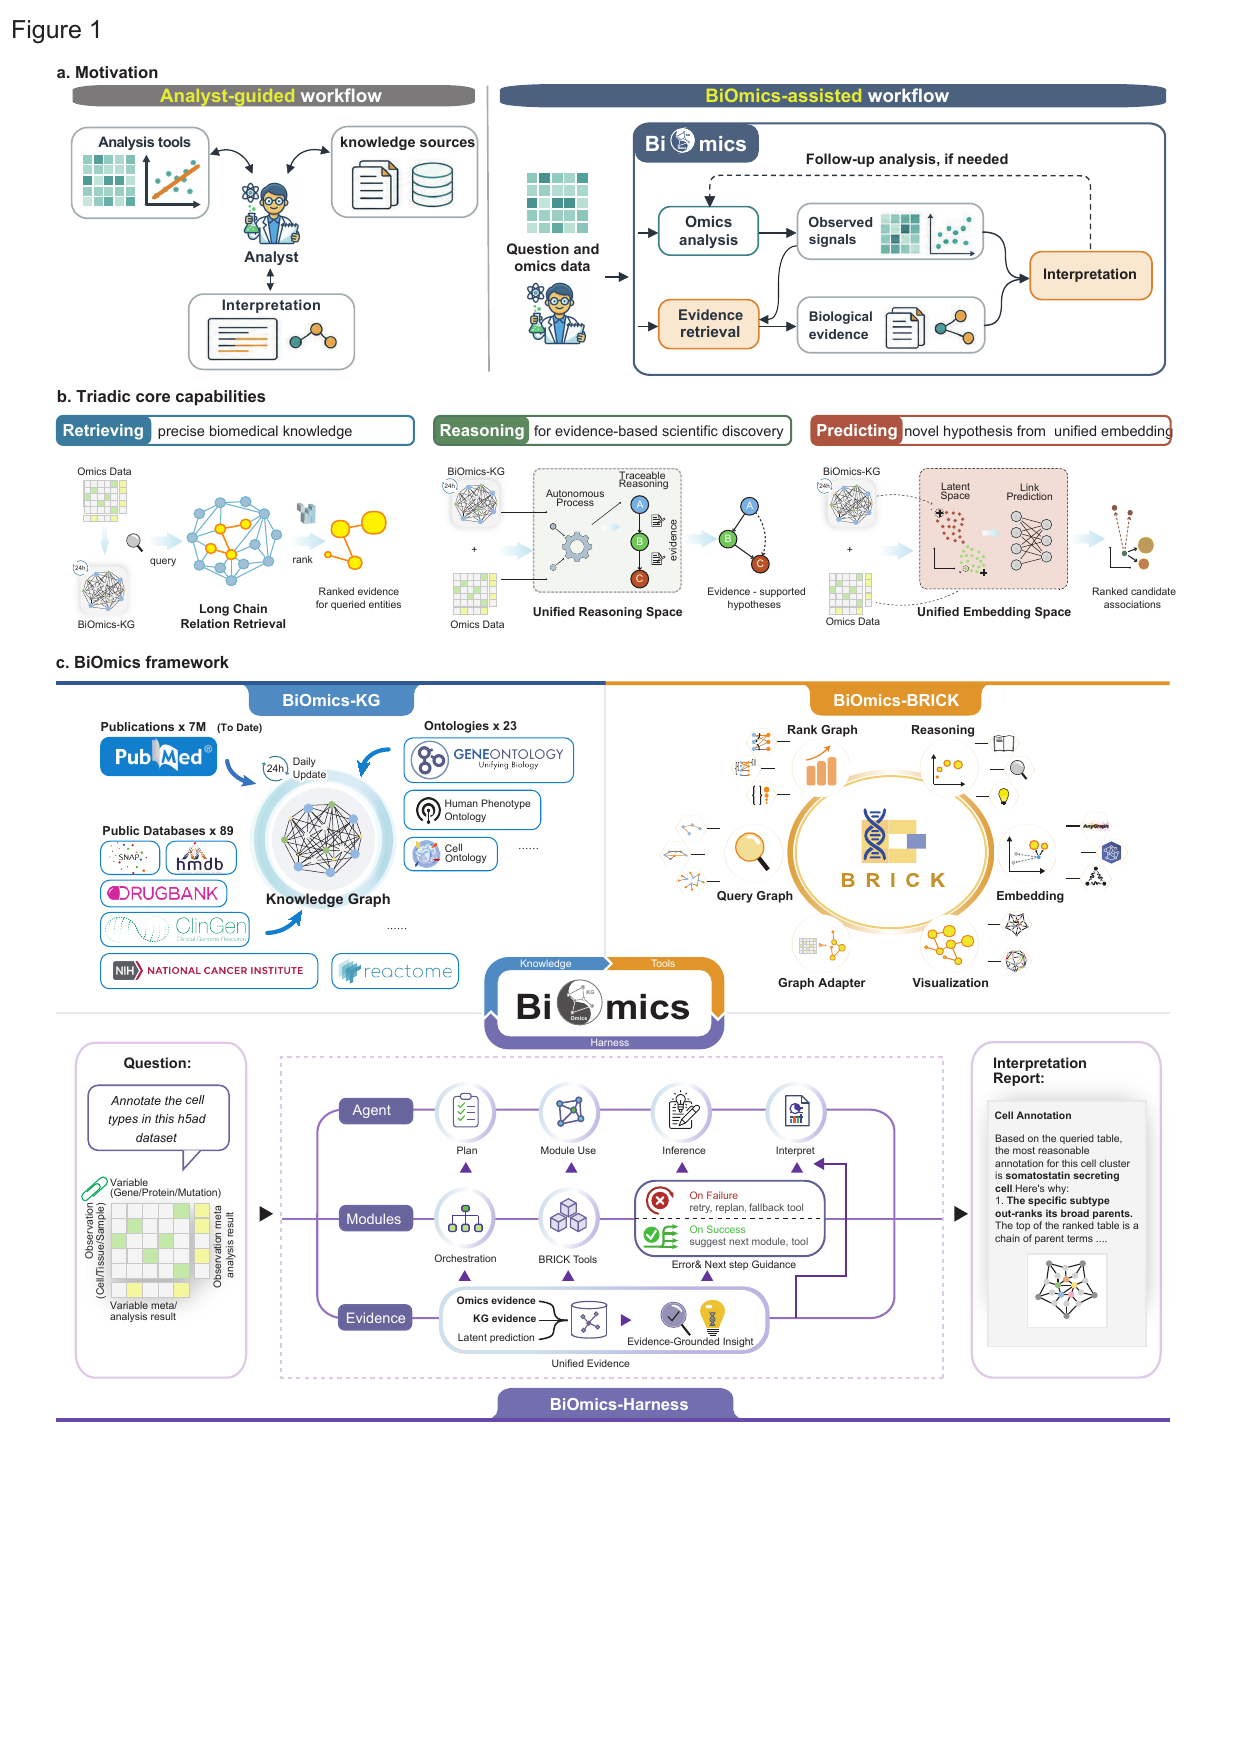 Figure 1
a. Motivation
Analyst-guided workflow
Analysis tools
knowledge sources
Analyst
Interpretation
BiOmics-assisted workflow
Question and
omics data
Bi mics
Follow-up analysis, if needed
Omics
analysis
Observed
signals
Interpretation
Evidence
retrieval
Biological
evidence
b. Triadic core capabilities
Retrieving precise biomedical knowledge
Omics Data
24h
BiOmics-KG
query
Long Chain
Relation Retrieval
rank
Ranked evidence
for queried entities
Reasoning for evidence-based scientific discovery
BiOmics-KG
24h
+
Omics Data
Autonomous
Process
Traceable
Reasoning
A
B
C
evidence
Unified Reasoning Space
A
B
C
Evidence - supported
hypotheses
Predicting novel hypothesis from unified embedding
BiOmics-KG
24h
+
Omics Data
Latent
Space
Link
Prediction
Unified Embedding Space
Ranked candidate
associations
c. BiOmics framework
BiOmics-KG
Publications x 7M (To Date)
PubMed®
24h
Daily
Update
Ontologies x 23
GENEONTOLOGY
Unifying Biology
Human Phenotype
Ontology
Cell
Ontology
......
Public Databases x 89
SNAP
hmdb
DRUGBANK
ClinGen
Clinical Genome Resource
NIH NATIONAL CANCER INSTITUTE
reactome
......
Knowledge Graph
BiOmics-BRICK
Rank Graph
Reasoning
Query Graph
BRICK
Embedding
AnyGraph
Graph Adapter
Visualization
Knowledge
Tools
Bi mics
KG
Omics
Harness
Question:
Annotate the cell
types in this h5ad
dataset
Variable
(Gene/Protein/Mutation)
Observation
(Cell/Tissue/Sample)
Observation meta
analysis result
Variable meta/
analysis result
Agent
Plan
Module Use
Inference
Interpret
Modules
Orchestration
BRICK Tools
On Failure
retry, replan, fallback tool
On Success
suggest next module, tool
Error& Next step Guidance
Evidence
Omics evidence
KG evidence
Latent prediction
Evidence-Grounded Insight
Unified Evidence
Interpretation
Report:
Cell Annotation
Based on the queried table,
the most reasonable
annotation for this cell cluster
is somatostatin secreting
cell.Here's why:
1. The specific subtype
out-ranks its broad parents.
The top of the ranked table is a
chain of parent terms ....
BiOmics-Harness